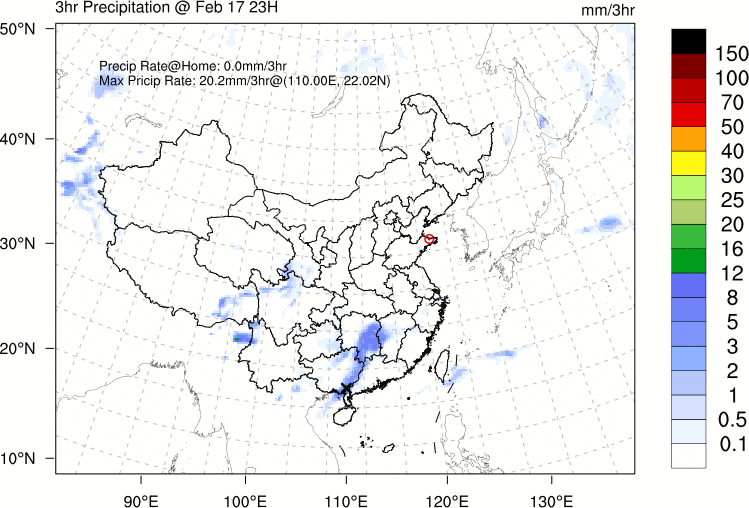 3hr Precipitation @ Feb 17 23H
mm/3hr
Precip Rate@Home: 0.0mm/3hr
Max Pricip Rate: 20.2mm/3hr@(110.00E, 22.02N)
50°N
40°N
30°N
20°N
10°N
90°E
100°E
110°E
120°E
130°E
150
100
70
50
40
30
25
20
16
12
8
5
3
2
1
0.5
0.1